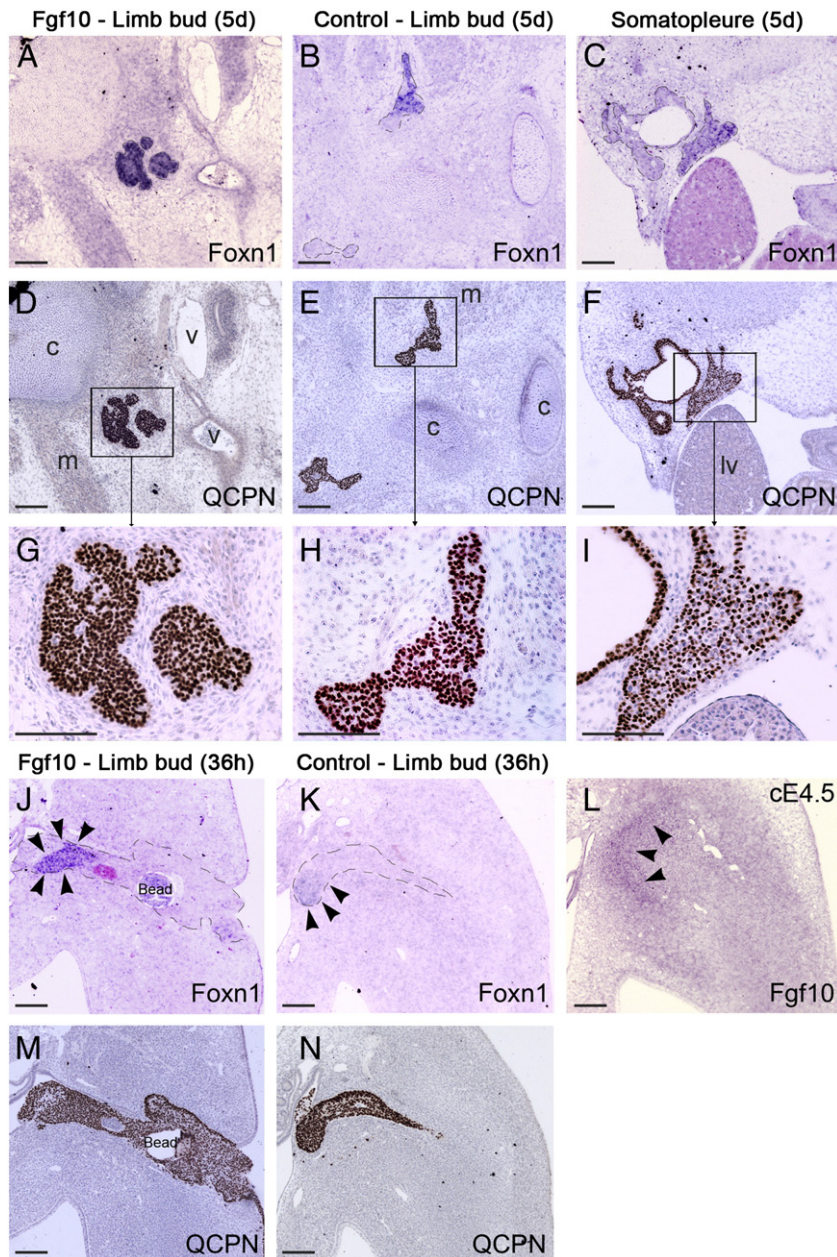 Fgf10 - Limb bud (5d) Control - Limb bud (5d) Somatopleure (5d)
A B C
Foxn1 Foxn1 Foxn1
D E F
c v m
v c c
m lv
QCPN QCPN QCPN
G H I
Fgf10 - Limb bud (36h) Control - Limb bud (36h)
J K L cE4.5
Bead
Foxn1 Foxn1 Fgf10
M N
Bead
QCPN QCPN